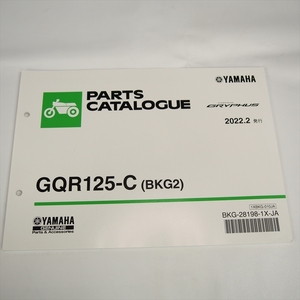 PARTS
CATALOGUE
YAMAHA
GRYPHUS
2022.2 発行
GQR125-C (BKG2)
YAMAHA
GENUINE
Parts & Accessories
BKG-28198-1X-JA